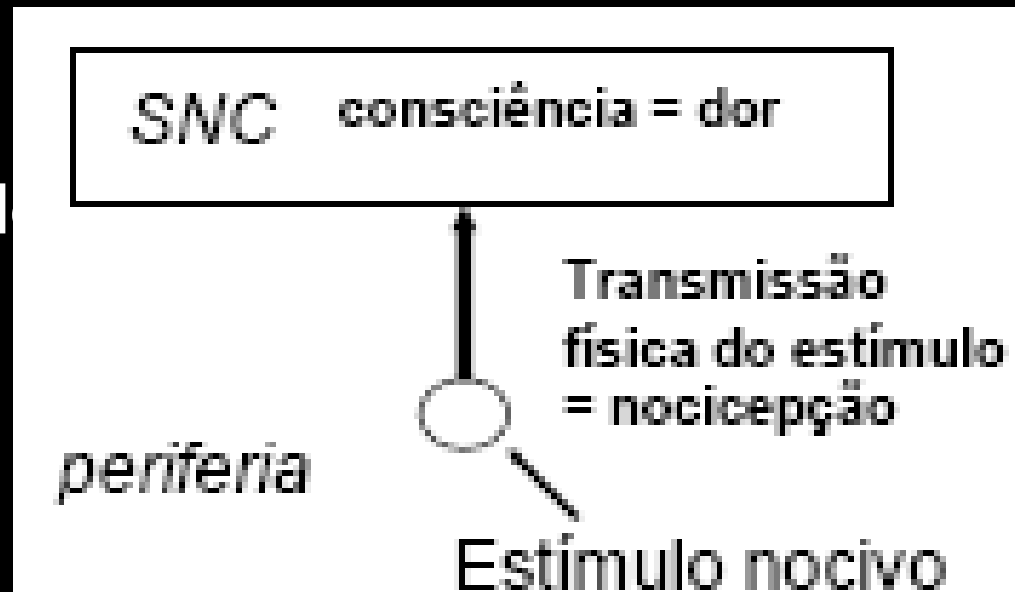 SNC consciência = dor
Transmissão
física do estímulo
= nocicepção
periferia
Estímulo nocivo